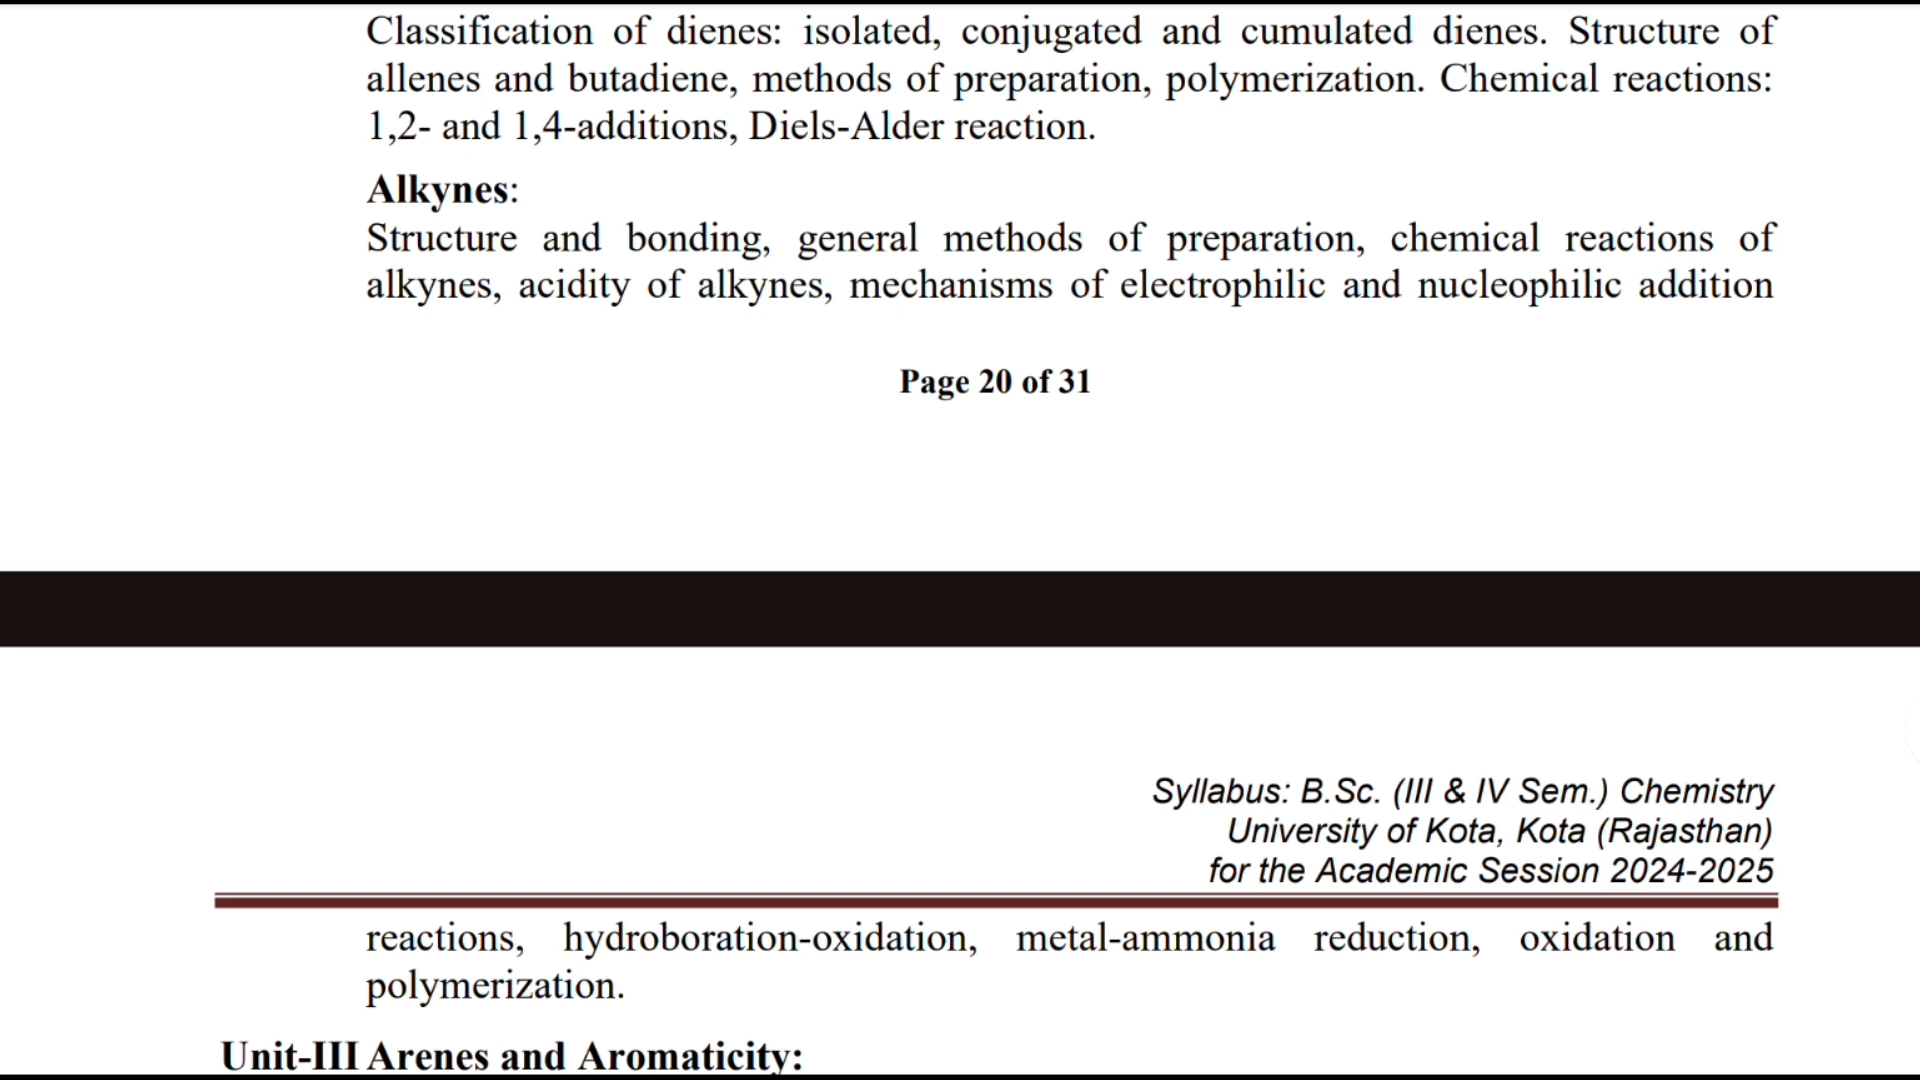 Classification of dienes: isolated, conjugated and cumulated dienes. Structure of
allenes and butadiene, methods of preparation, polymerization. Chemical reactions:
1,2- and 1,4-additions, Diels-Alder reaction.
Alkynes:
Structure and bonding, general methods of preparation, chemical reactions of
alkynes, acidity of alkynes, mechanisms of electrophilic and nucleophilic addition
Page 20 of 31
Syllabus: B.Sc. (III & IV Sem.) Chemistry
University of Kota, Kota (Rajasthan)
for the Academic Session 2024-2025
reactions, hydroboration-oxidation, metal-ammonia reduction, oxidation and
polymerization.
Unit-III Arenes and Aromaticity: